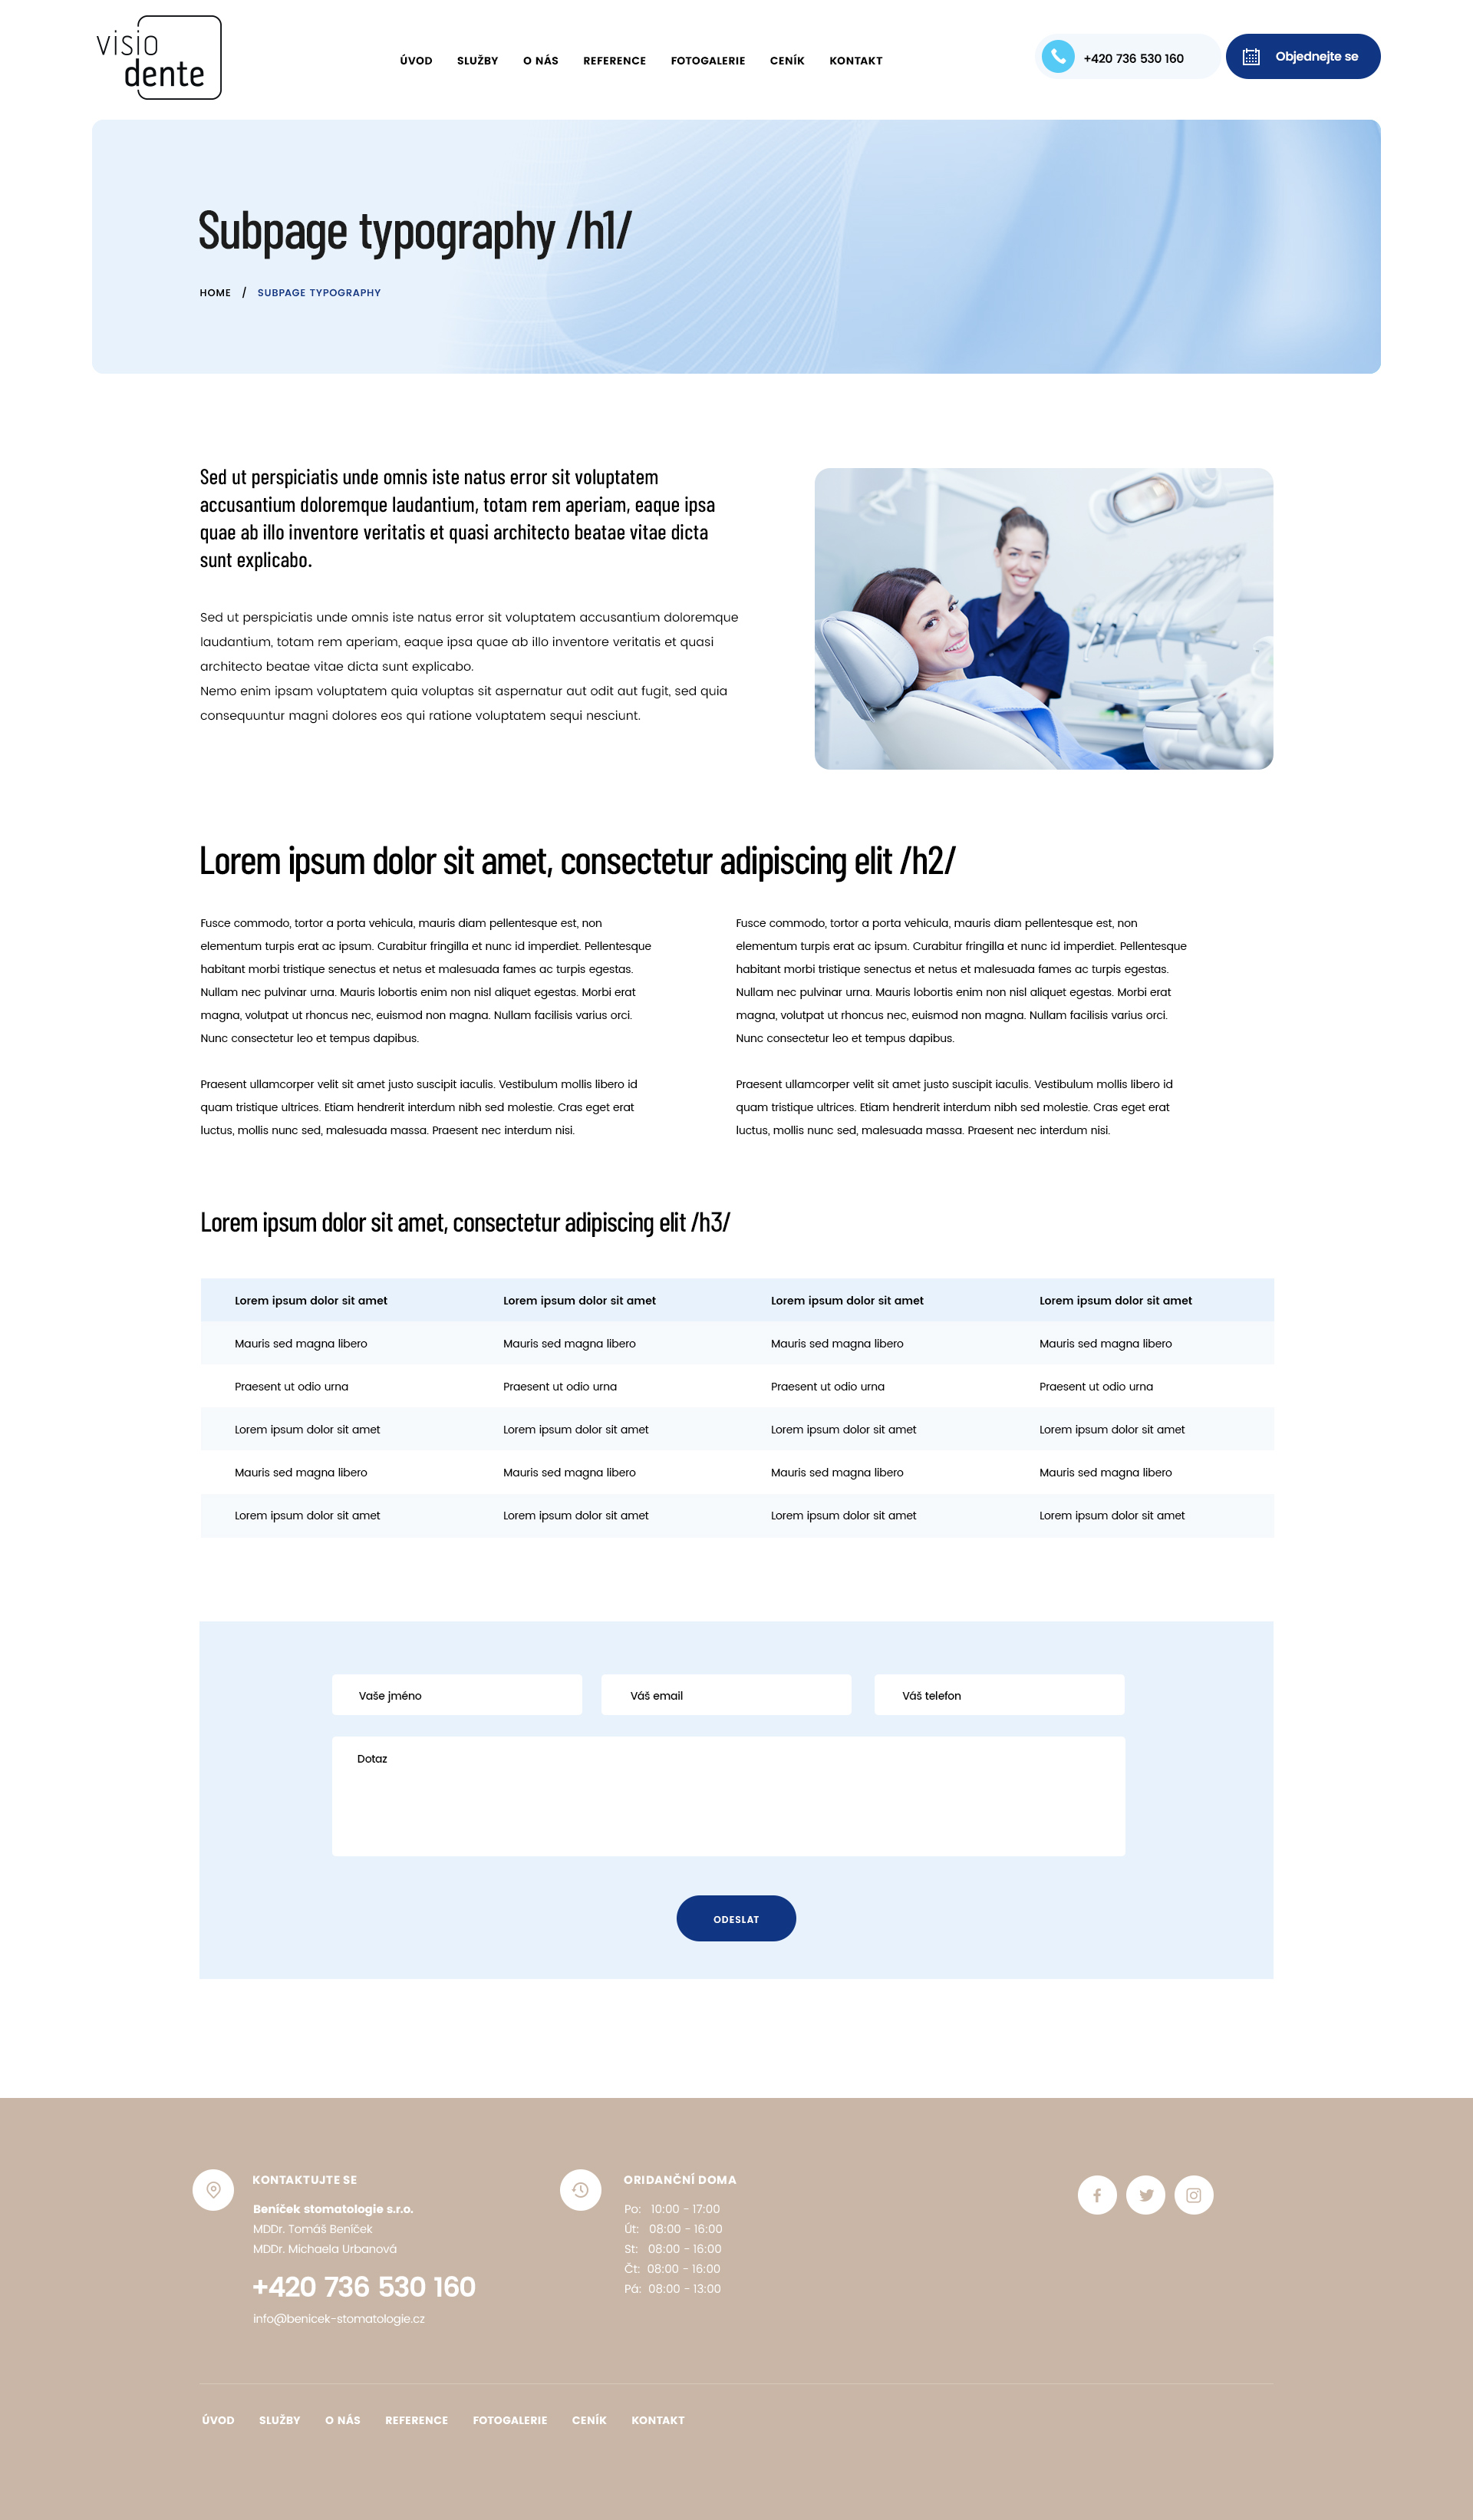 visio
dente
ÚVOD SLUŽBY O NÁS REFERENCE FOTOGALERIE CENÍK KONTAKT
+420 736 530 160
Objednejte se
Subpage typography /h1/
HOME / SUBPAGE TYPOGRAPHY
Sed ut perspiciatis unde omnis iste natus error sit voluptatem
accusantium doloremque laudantium, totam rem aperiam, eaque ipsa
quae ab illo inventore veritatis et quasi architecto beatae vitae dicta
sunt explicabo.
Sed ut perspiciatis unde omnis iste natus error sit voluptatem accusantium doloremque
laudantium, totam rem aperiam, eaque ipsa quae ab illo inventore veritatis et quasi
architecto beatae vitae dicta sunt explicabo.
Nemo enim ipsam voluptatem quia voluptas sit aspernatur aut odit aut fugit, sed quia
consequuntur magni dolores eos qui ratione voluptatem sequi nesciunt.
Lorem ipsum dolor sit amet, consectetur adipiscing elit /h2/
Fusce commodo, tortor a porta vehicula, mauris diam pellentesque est, non
elementum turpis erat ac ipsum. Curabitur fringilla et nunc id imperdiet. Pellentesque
habitant morbi tristique senectus et netus et malesuada fames ac turpis egestas.
Nullam nec pulvinar urna. Mauris lobortis enim non nisl aliquet egestas. Morbi erat
magna, volutpat ut rhoncus nec, euismod non magna. Nullam facilisis varius orci.
Nunc consectetur leo et tempus dapibus.
Praesent ullamcorper velit sit amet justo suscipit iaculis. Vestibulum mollis libero id
quam tristique ultrices. Etiam hendrerit interdum nibh sed molestie. Cras eget erat
luctus, mollis nunc sed, malesuada massa. Praesent nec interdum nisi.
Fusce commodo, tortor a porta vehicula, mauris diam pellentesque est, non
elementum turpis erat ac ipsum. Curabitur fringilla et nunc id imperdiet. Pellentesque
habitant morbi tristique senectus et netus et malesuada fames ac turpis egestas.
Nullam nec pulvinar urna. Mauris lobortis enim non nisl aliquet egestas. Morbi erat
magna, volutpat ut rhoncus nec, euismod non magna. Nullam facilisis varius orci.
Nunc consectetur leo et tempus dapibus.
Praesent ullamcorper velit sit amet justo suscipit iaculis. Vestibulum mollis libero id
quam tristique ultrices. Etiam hendrerit interdum nibh sed molestie. Cras eget erat
luctus, mollis nunc sed, malesuada massa. Praesent nec interdum nisi.
Lorem ipsum dolor sit amet, consectetur adipiscing elit /h3/
Lorem ipsum dolor sit amet Lorem ipsum dolor sit amet Lorem ipsum dolor sit amet Lorem ipsum dolor sit amet
Mauris sed magna libero Mauris sed magna libero Mauris sed magna libero Mauris sed magna libero
Praesent ut odio urna Praesent ut odio urna Praesent ut odio urna Praesent ut odio urna
Lorem ipsum dolor sit amet Lorem ipsum dolor sit amet Lorem ipsum dolor sit amet Lorem ipsum dolor sit amet
Mauris sed magna libero Mauris sed magna libero Mauris sed magna libero Mauris sed magna libero
Lorem ipsum dolor sit amet Lorem ipsum dolor sit amet Lorem ipsum dolor sit amet Lorem ipsum dolor sit amet
Vaše jméno Váš email Váš telefon
Dotaz
ODESLAT
KONTAKTUJTE SE
Beníček stomatologie s.r.o.
MDDr. Tomáš Beníček
MDDr. Michaela Urbanová
+420 736 530 160
info@benicek-stomatologie.cz
ORIDANČNÍ DOMA
Po: 10:00 - 17:00
Út: 08:00 - 16:00
St: 08:00 - 16:00
Čt: 08:00 - 16:00
Pá: 08:00 - 13:00
ÚVOD SLUŽBY O NÁS REFERENCE FOTOGALERIE CENÍK KONTAKT